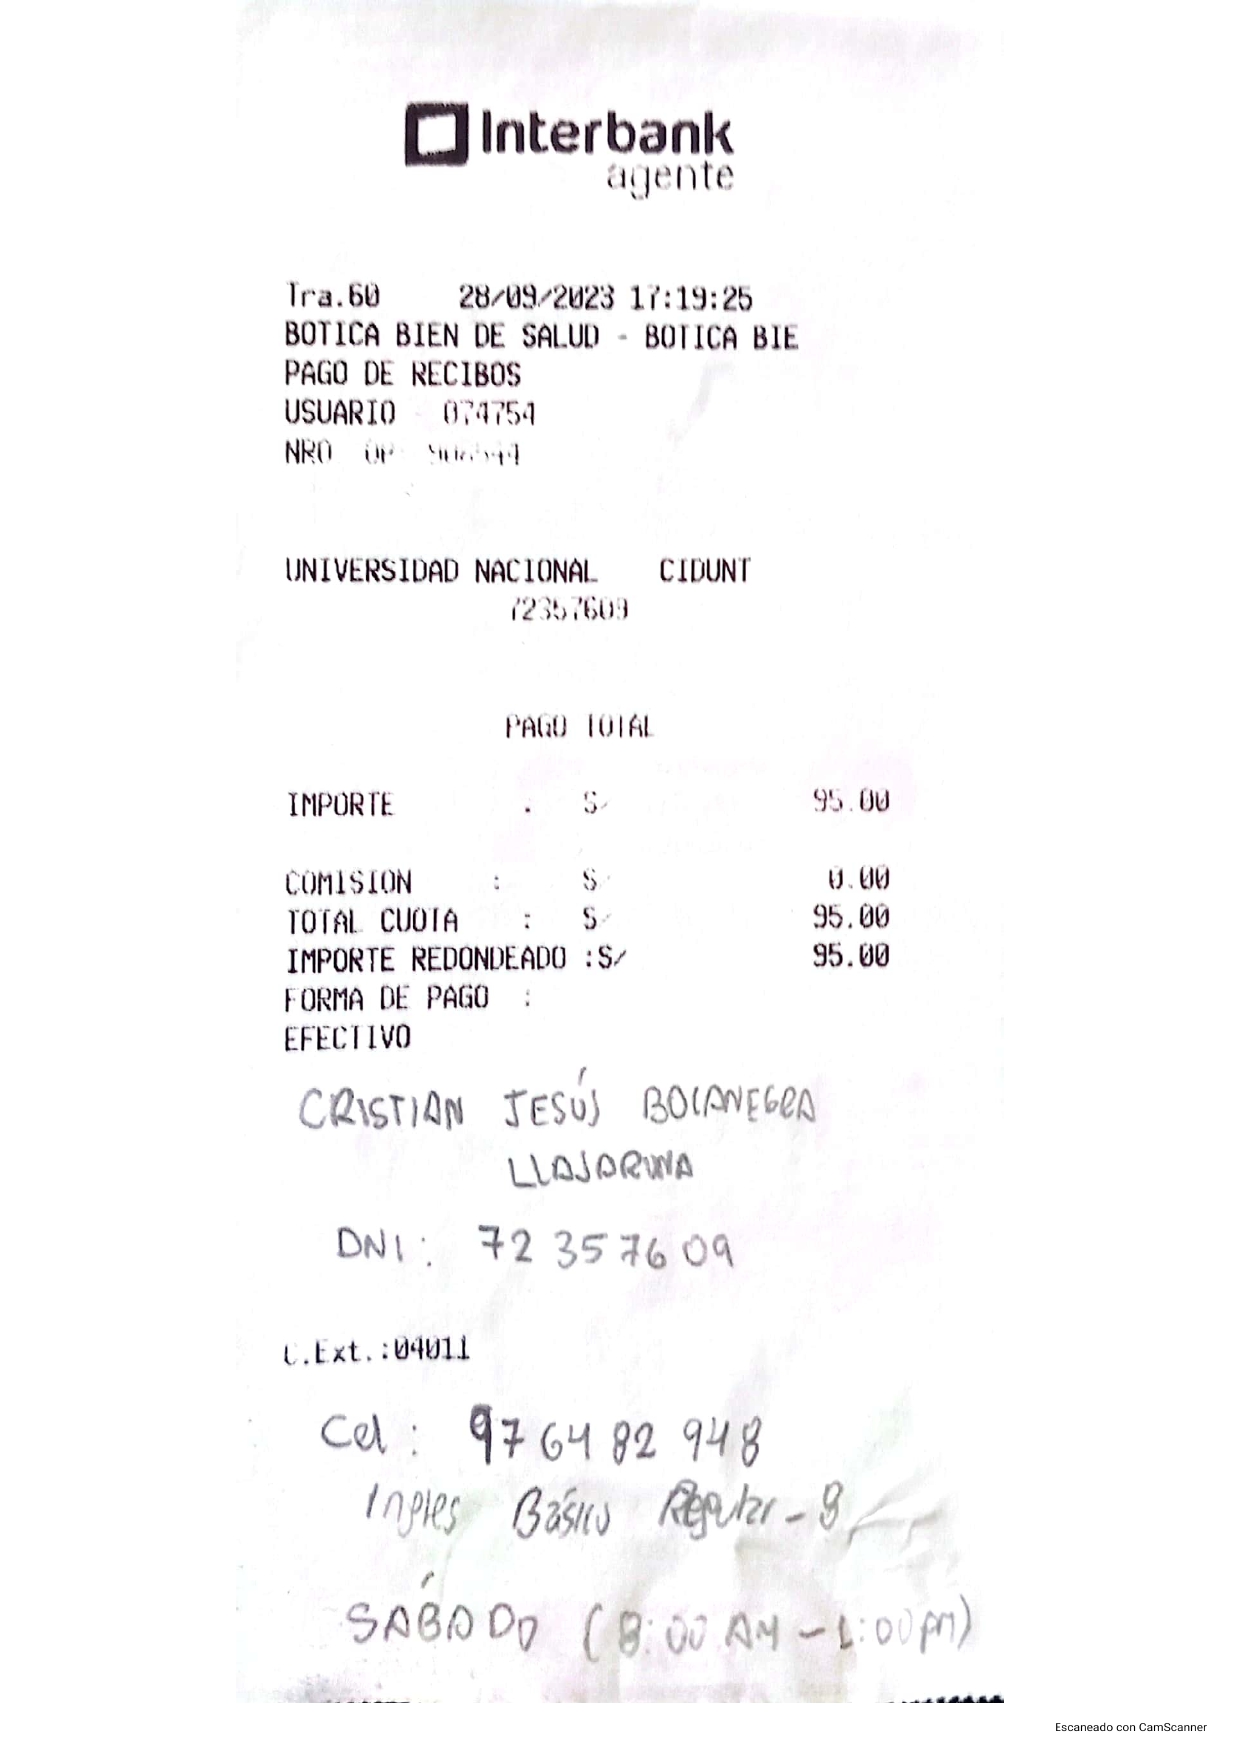 Interbank
agente
Tra.60 28/09/2023 17:19:25
BOTICA BIEN DE SALUD - BOTICA BIE
PAGO DE RECIBOS
USUARIO 074754
NRO OP
UNIVERSIDAD NACIONAL CIDUNT
72357609
PAGO TOTAL
IMPORTE : S/ 95.00
COMISION : S/ 0.00
TOTAL CUOTA : S/ 95.00
IMPORTE REDONDEADO :S/ 95.00
FORMA DE PAGO :
EFECTIVO
CRISTIAN JESÚS BOCANEGRA
LLAJARUNA
DNI: 72357609
C.Ext.:04011
Cel: 976482948
Ingles Básico Regular - 8
SÁBADO (8:00 AM - 1:00 pm)
Escaneado con CamScanner